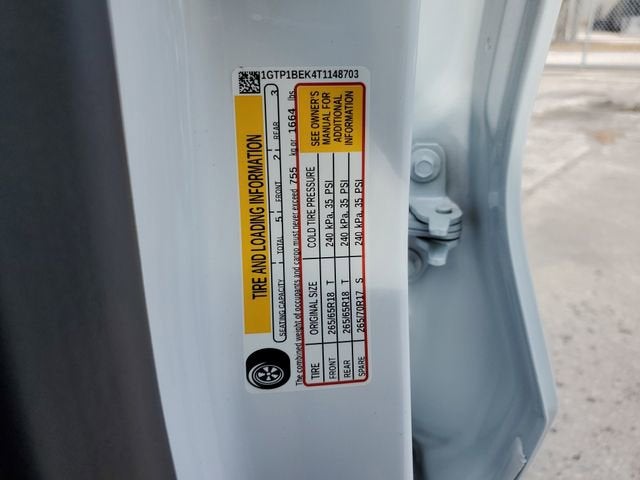 1GTP1BEK4T1148703
TIRE AND LOADING INFORMATION
SEATING CAPACITY TOTAL 5 FRONT 2 REAR 3
The combined weight of occupants and cargo must never exceed 755 kg or 1664 lbs
TIRE ORIGINAL SIZE COLD TIRE PRESSURE SEE OWNER'S MANUAL FOR ADDITIONAL INFORMATION
FRONT 265/65R18 T 240 kPa, 35 PSI
REAR 265/65R18 T 240 kPa, 35 PSI
SPARE 265/70R17 S 240 kPa, 35 PSI